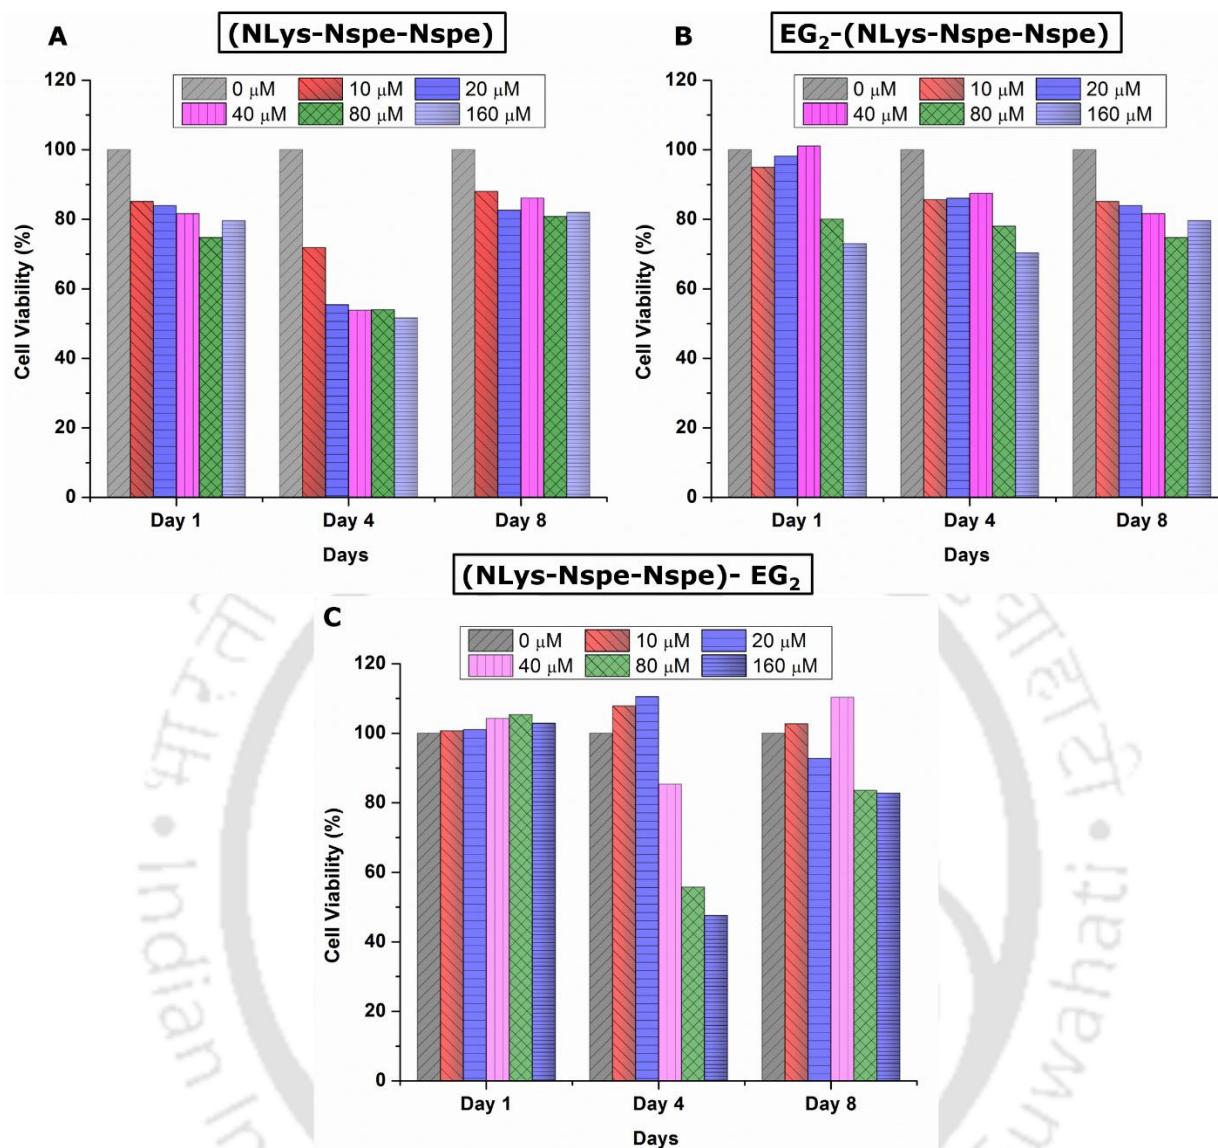 A
(NLys-Nspe-Nspe)
120
100
80
60
40
20
0
Cell Viability (%)
0 μM 10 μM 20 μM
40 μM 80 μM 160 μM
Day 1 Day 4 Day 8
Days
B
EG₂-(NLys-Nspe-Nspe)
120
100
80
60
40
20
0
Cell Viability (%)
0 μM 10 μM 20 μM
40 μM 80 μM 160 μM
Day 1 Day 4 Day 8
Days
(NLys-Nspe-Nspe)- EG₂
C
120
100
80
60
40
20
0
Cell Viability (%)
0 μM 10 μM 20 μM
40 μM 80 μM 160 μM
Day 1 Day 4 Day 8
Days
Indian In
uwahati